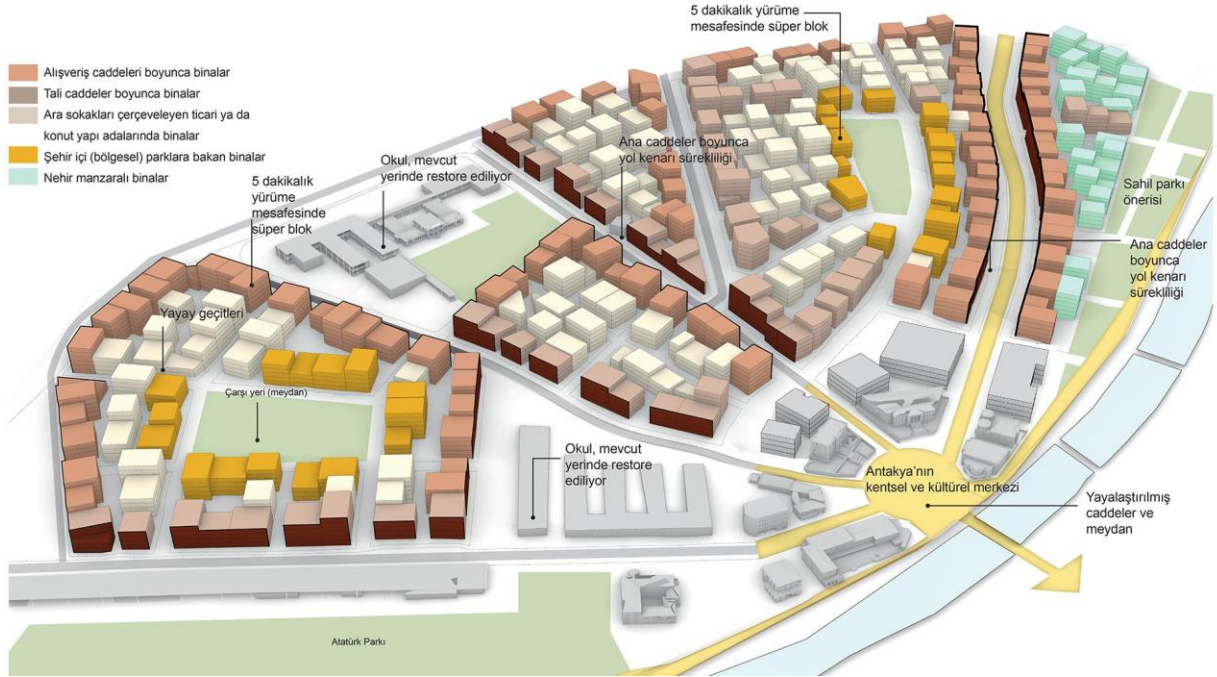 5 dakikalık yürüme
mesafesinde süper blok
Alışveriş caddeleri boyunca binalar
Tali caddeler boyunca binalar
Ara sokakları çerçeveleyen ticari ya da
konut yapı adalarında binalar
Şehir içi (bölgesel) parklara bakan binalar
Nehir manzaralı binalar
Okul, mevcut
yerinde restore ediliyor
Ana caddeler boyunca
yol kenarı sürekliliği
5 dakikalık
yürüme
mesafesinde
süper blok
Sahil parkı
önerisi
Ana caddeler
boyunca
yol kenarı
sürekliliği
Yayay geçitleri
Çarşı yeri (meydan)
Okul, mevcut
yerinde restore
ediliyor
Antakya'nın
kentsel ve kültürel merkezi
Yayalaştırılmış
caddeler ve
meydan
Atatürk Parkı